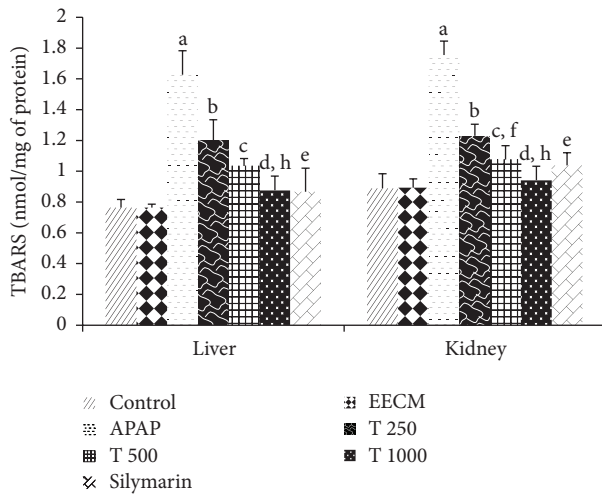 TBARS (nmol/mg of protein)
2
1.8
1.6
1.4
1.2
1
0.8
0.6
0.4
0.2
0
a
b
c
d, h
e
a
b
c, f
d, h
e
Liver
Kidney
Control
EECM
APAP
T 250
T 500
T 1000
Silymarin